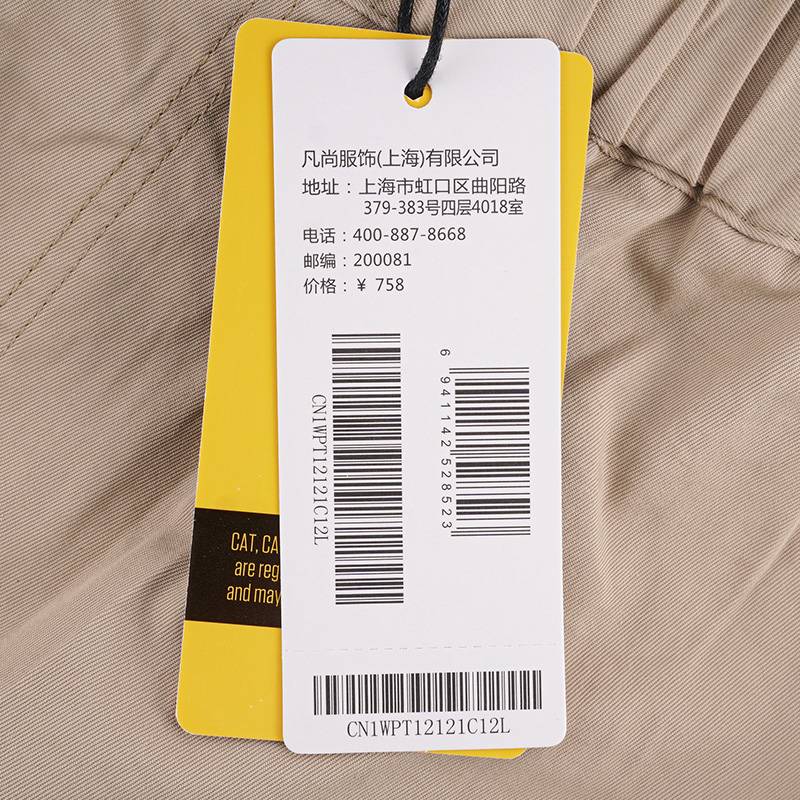 凡尚服饰(上海)有限公司
地址：上海市虹口区曲阳路
379-383号四层4018室
电话：400-887-8668
邮编：200081
价格：¥ 758
CN1WPT12121C12L
6 941142 528523
CAT, CA
are reg
and may
CN1WPT12121C12L